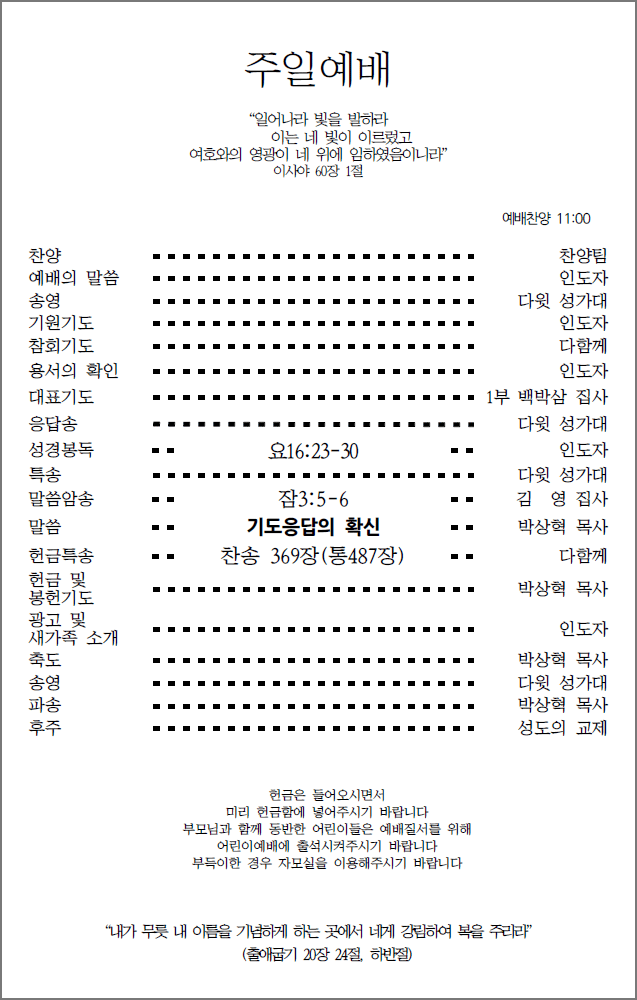 주일예배
“일어나라 빛을 발하라
이는 네 빛이 이르렀고
여호와의 영광이 네 위에 임하였음이니라”
이사야 60장 1절
예배찬양 11:00
찬양 찬양팀
예배의 말씀 인도자
송영 다윗 성가대
기원기도 인도자
참회기도 다함께
용서의 확인 인도자
대표기도 1부 백박삼 집사
응답송 다윗 성가대
성경봉독 요16:23-30 인도자
특송 다윗 성가대
말씀암송 잠3:5-6 김 영 집사
말씀 기도응답의 확신 박상혁 목사
헌금특송 찬송 369장(통487장) 다함께
헌금 및
봉헌기도 박상혁 목사
광고 및
새가족 소개 인도자
축도 박상혁 목사
송영 다윗 성가대
파송 박상혁 목사
후주 성도의 교제
헌금은 들어오시면서
미리 헌금함에 넣어주시기 바랍니다
부모님과 함께 동반한 어린이들은 예배질서를 위해
어린이예배에 출석시켜주시기 바랍니다
부득이한 경우 자모실을 이용해주시기 바랍니다
“내가 무릇 내 이름을 기념하게 하는 곳에서 네게 강림하여 복을 주리라”
(출애굽기 20장 24절, 하반절)